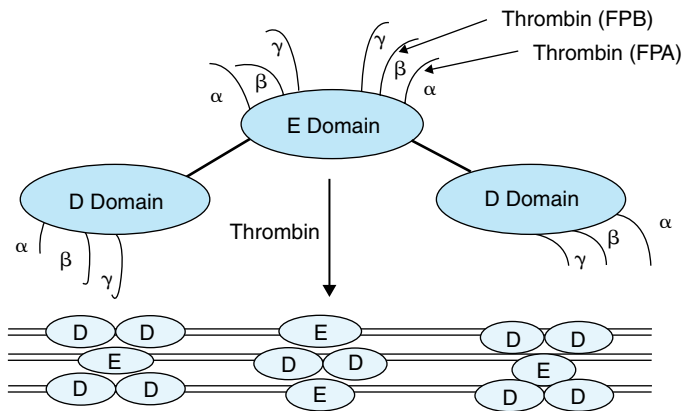 Thrombin (FPB)
Thrombin (FPA)
γ
γ
β
β
α
α
E Domain
D Domain
D Domain
Thrombin
α
β
γ
γ
β
α
D D
E
D D
E
D D
E
D D
E
D D